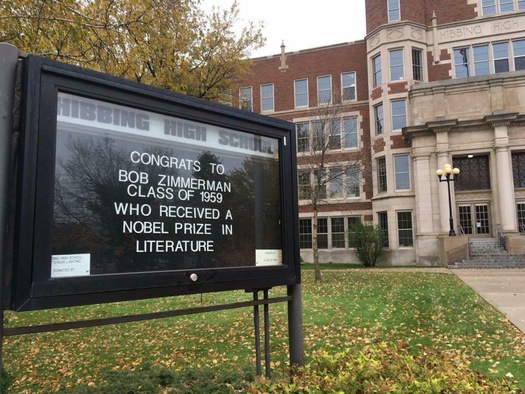 HIBBING HIGH
HIBBING HIGH SCHOOL
CONGRATS TO
BOB ZIMMERMAN
CLASS OF 1959
WHO RECEIVED A
NOBEL PRIZE IN
LITERATURE